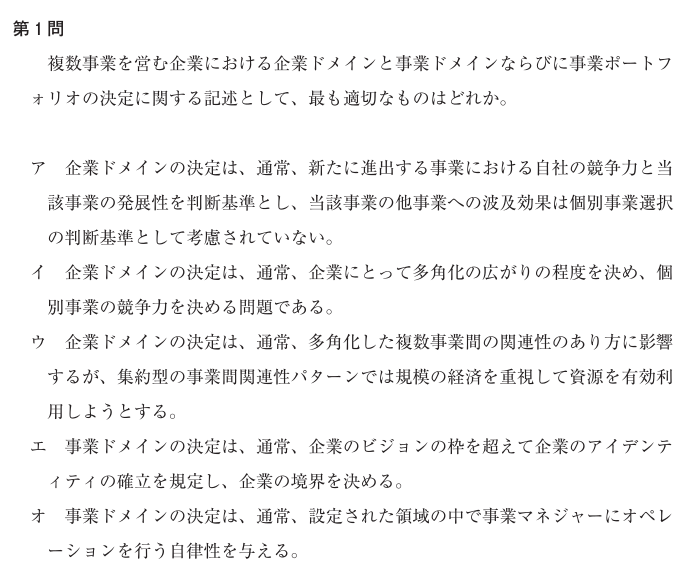 第1問
複数事業を営む企業における企業ドメインと事業ドメインならびに事業ポートフ
ォリオの決定に関する記述として、最も適切なものはどれか。
ア　企業ドメインの決定は、通常、新たに進出する事業における自社の競争力と当
該事業の発展性を判断基準とし、当該事業の他事業への波及効果は個別事業選択
の判断基準として考慮されていない。
イ　企業ドメインの決定は、通常、企業にとって多角化の広がりの程度を決め、個
別事業の競争力を決める問題である。
ウ　企業ドメインの決定は、通常、多角化した複数事業間の関連性のあり方に影響
するが、集約型の事業間関連性パターンでは規模の経済を重視して資源を有効利
用しようとする。
エ　事業ドメインの決定は、通常、企業のビジョンの枠を超えて企業のアイデンテ
ィティの確立を規定し、企業の境界を決める。
オ　事業ドメインの決定は、通常、設定された領域の中で事業マネジャーにオペレ
ーションを行う自律性を与える。